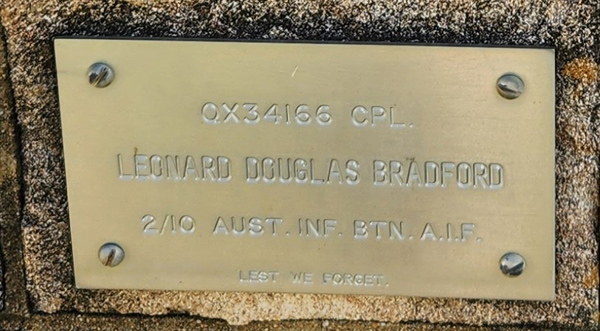 QX34166 CPL.
LEONARD DOUGLAS BRADFORD
2/10 AUST. INF. BTN. A.I.F.
LEST WE FORGET.